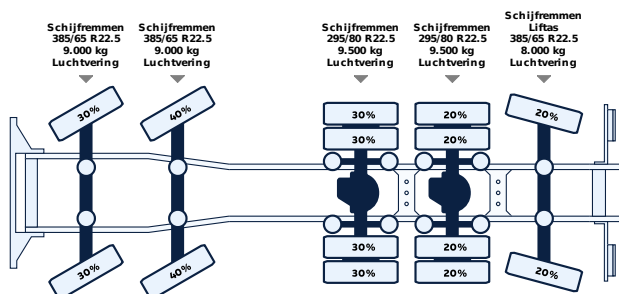 Schijfremmen
385/65 R22.5
9.000 kg
Luchtvering
Schijfremmen
385/65 R22.5
9.000 kg
Luchtvering
Schijfremmen
295/80 R22.5
9.500 kg
Luchtvering
Schijfremmen
295/80 R22.5
9.500 kg
Luchtvering
Schijfremmen
Liftas
385/65 R22.5
8.000 kg
Luchtvering
30%
40%
30%
20%
20%
30%
20%
30%
20%
30%
40%
30%
20%
20%